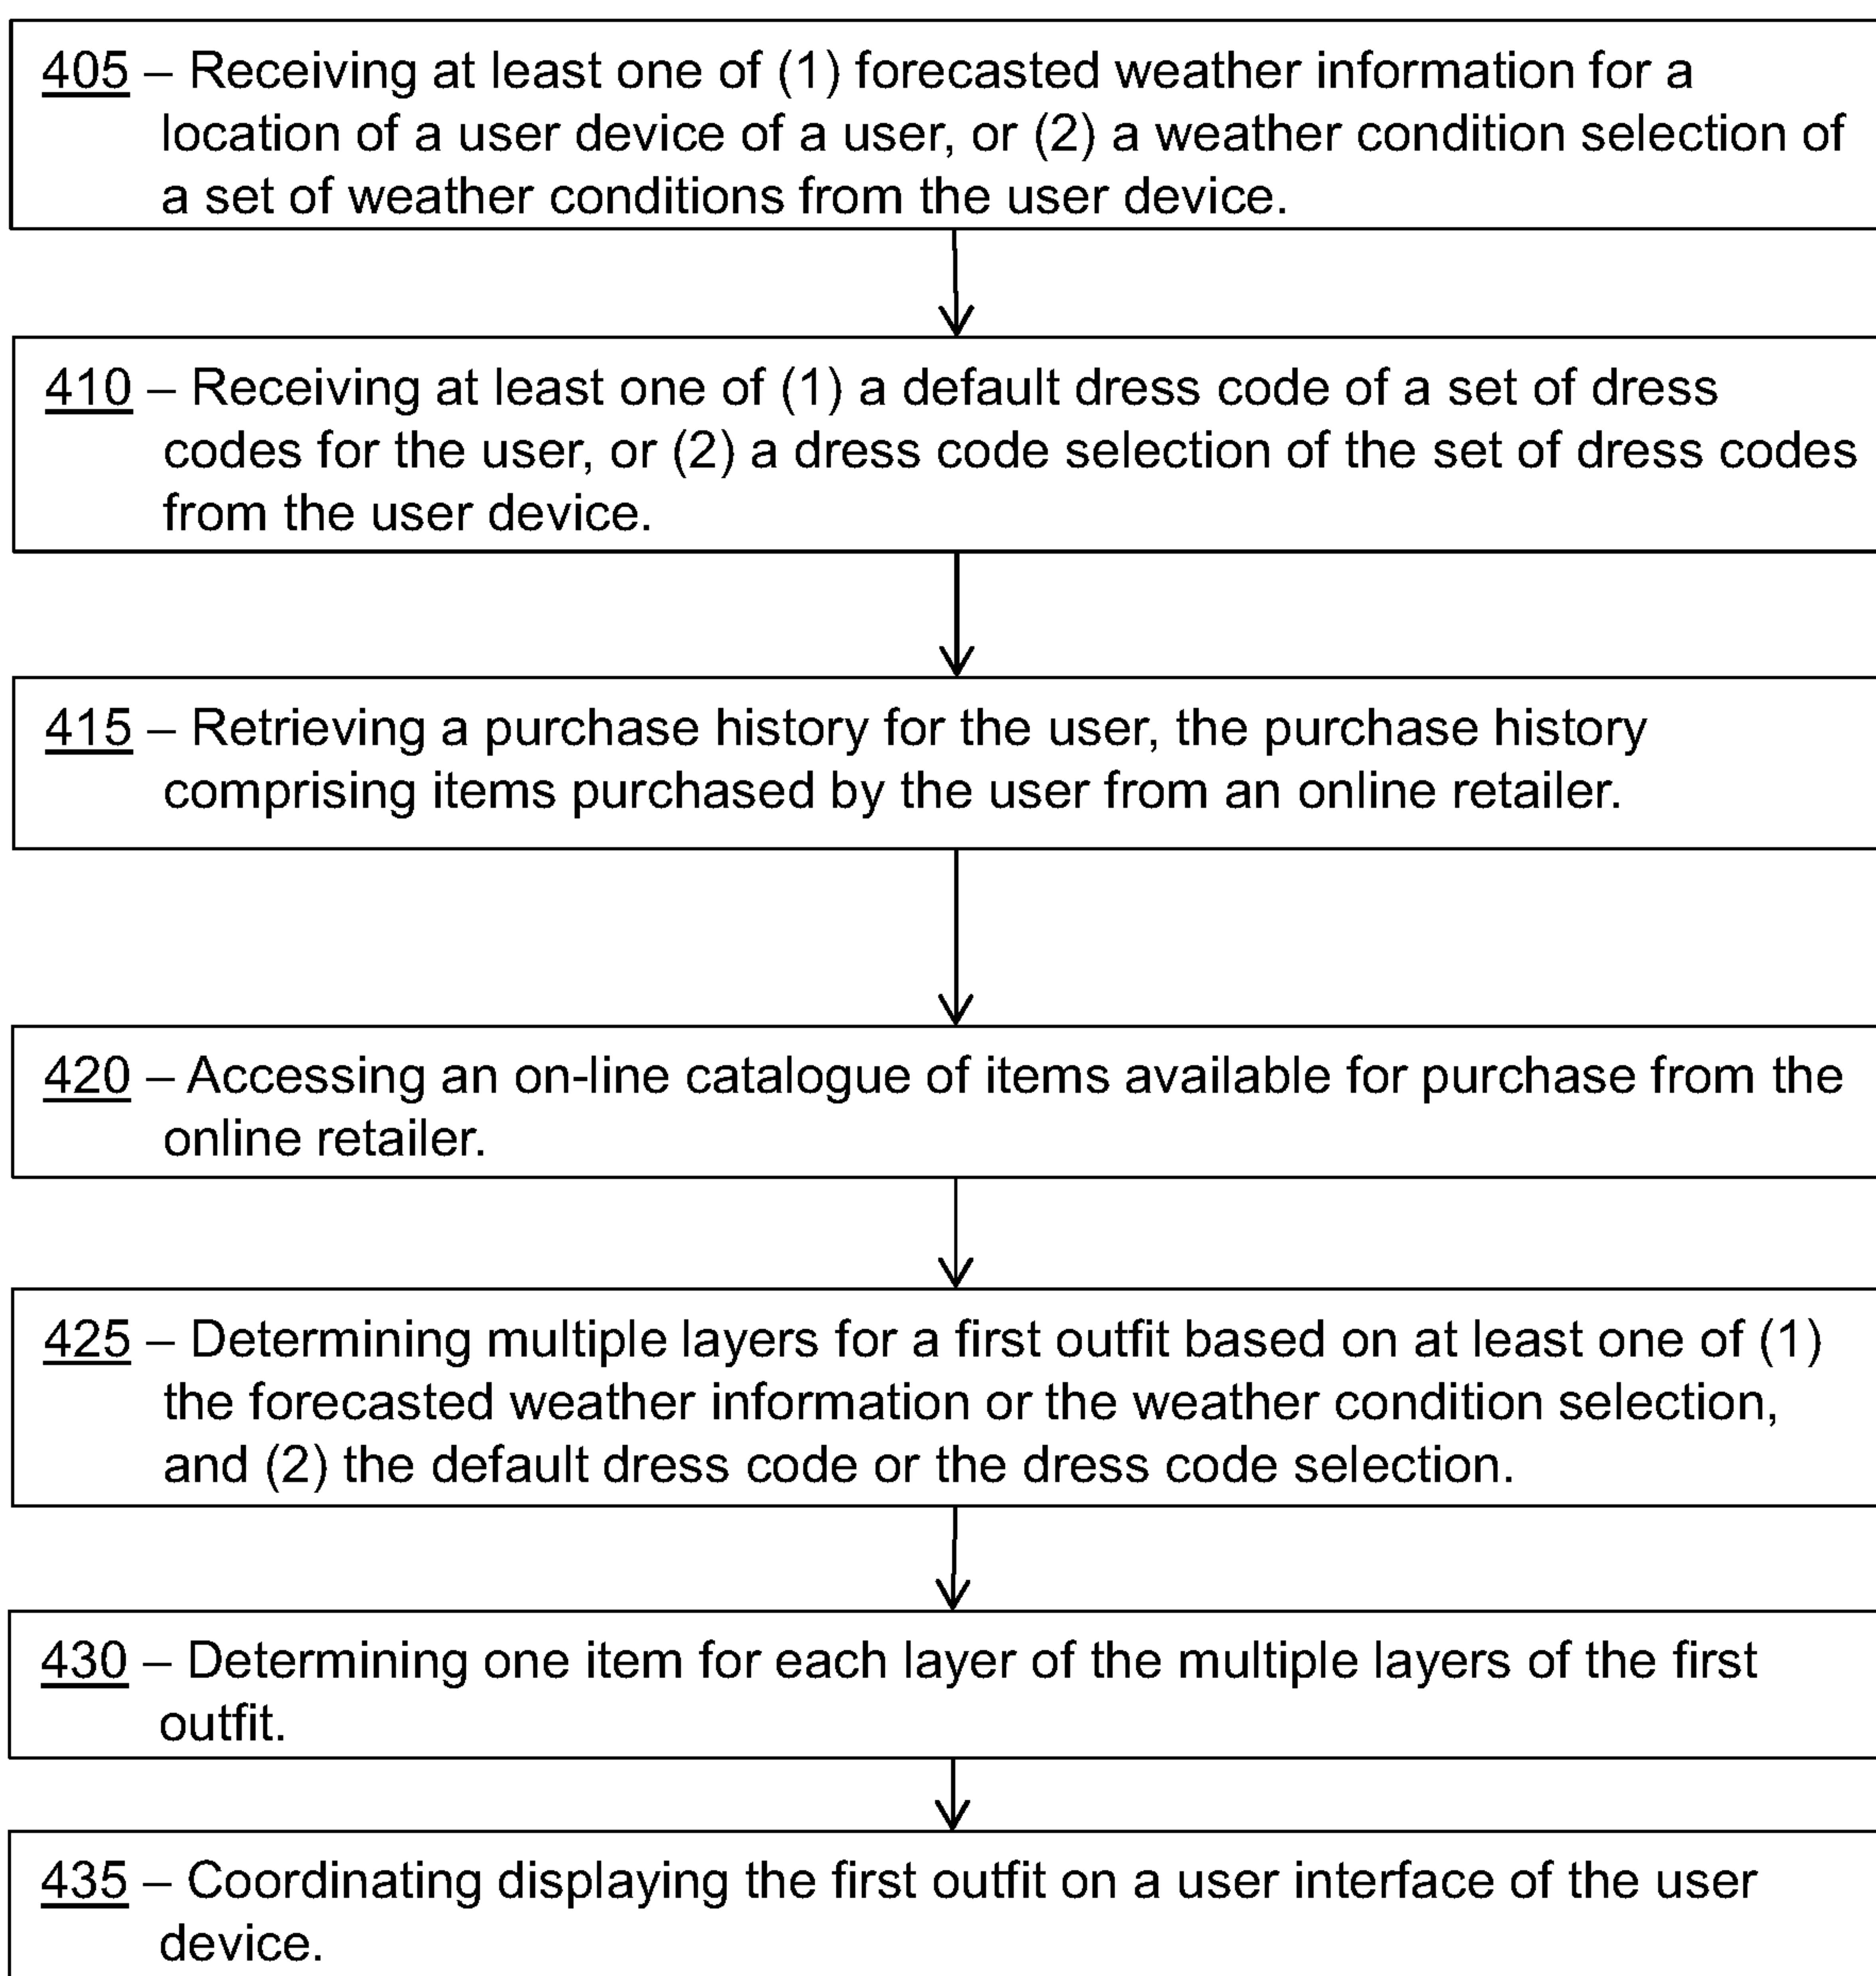 405 – Receiving at least one of (1) forecasted weather information for a
location of a user device of a user, or (2) a weather condition selection of
a set of weather conditions from the user device.
410 – Receiving at least one of (1) a default dress code of a set of dress
codes for the user, or (2) a dress code selection of the set of dress codes
from the user device.
415 – Retrieving a purchase history for the user, the purchase history
comprising items purchased by the user from an online retailer.
420 – Accessing an on-line catalogue of items available for purchase from the
online retailer.
425 – Determining multiple layers for a first outfit based on at least one of (1)
the forecasted weather information or the weather condition selection,
and (2) the default dress code or the dress code selection.
430 – Determining one item for each layer of the multiple layers of the first
outfit.
435 – Coordinating displaying the first outfit on a user interface of the user
device.